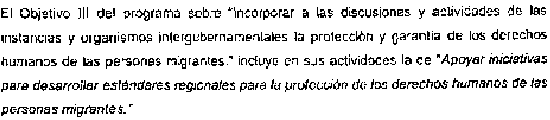 El Objetivo III del programa sobre "Incorporar a las discusiones y actividades de las
instancias y organismos intergubernamentales la protección y garantía de los derechos
humanos de las personas migrantes." incluye en sus actividades la de "Apoyar iniciativas
para desarrollar estándares regionales para la protección de los derechos humanos de las
personas migrantes."